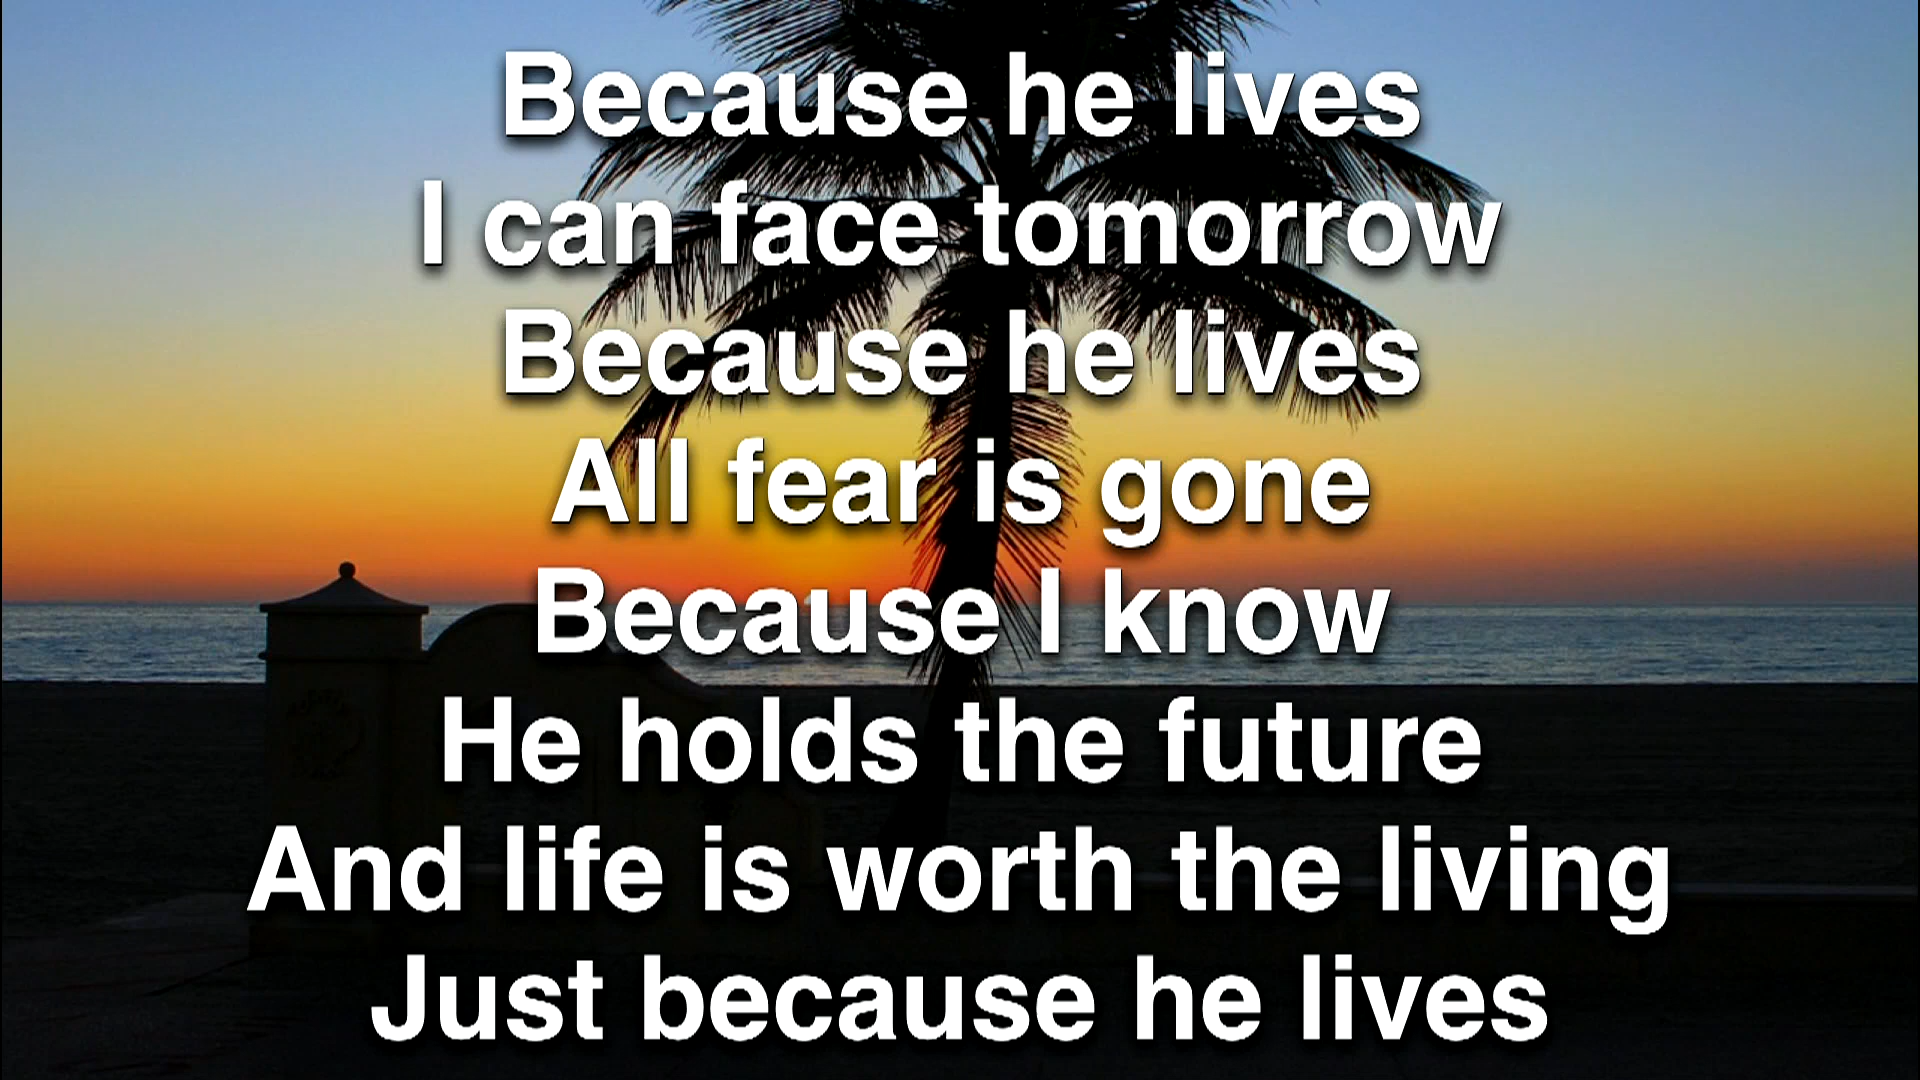 Because he lives
I can face tomorrow
Because he lives
All fear is gone
Because I know
He holds the future
And life is worth the living
Just because he lives